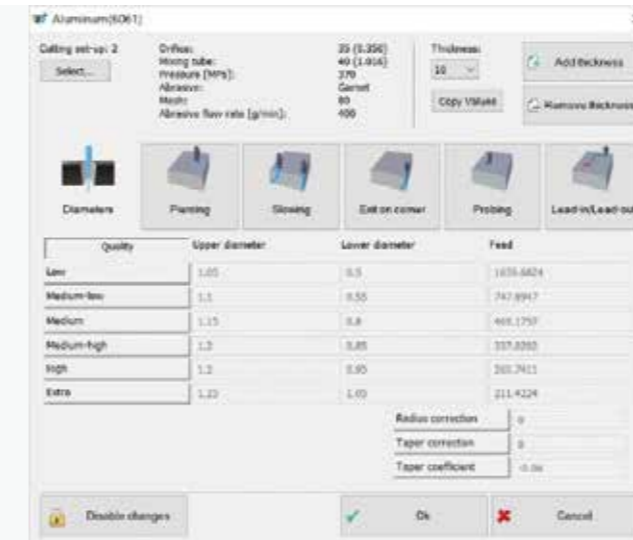 Aluminum(6061)
Cutting set-up: 2
Select...
Orifice: 35 (0.350)
Mixing tube: 40 (1.016)
Pressure [MPa]: 370
Abrasive: Garnet
Mesh: 80
Abrasive flow rate [g/min]: 400
Thickness:
10
Copy Values
Add thickness
Remove thickness
Diameters
Piercing
Slowing
Exit on corner
Probing
Lead-in/Lead-out
Quality Upper diameter Lower diameter Feed
Low 1.05 0.5
Medium-low 1.1 0.55 747.8947
Medium 1.15 0.8
Medium-high 1.2 0.85
High 1.2 0.95
Extra 1.05 211.4224
Radius correction 0
Taper correction 0
Taper coefficient -0.06
Disable changes
Ok
Cancel